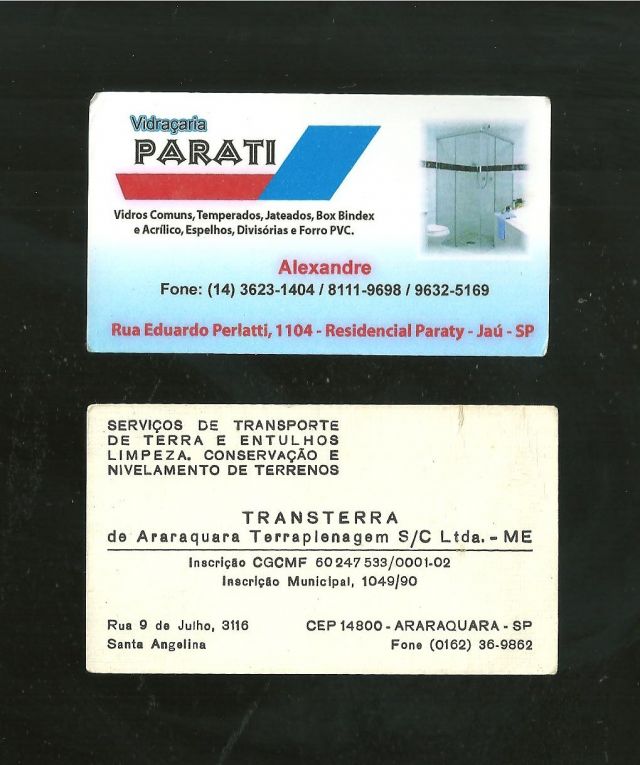 Vidraçaria
PARATI
Vidros Comuns, Temperados, Jateados, Box Bindex
e Acrílico, Espelhos, Divisórias e Forro PVC.
Alexandre
Fone: (14) 3623-1404 / 8111-9698 / 9632-5169
Rua Eduardo Perlatti, 1104 - Residencial Paraty - Jaú - SP
SERVIÇOS DE TRANSPORTE
DE TERRA E ENTULHOS
LIMPEZA. CONSERVAÇÃO E
NIVELAMENTO DE TERRENOS
TRANSTERRA
de Araraquara Terraplenagem S/C Ltda. - ME
Inscrição CGCMF 60 247 533/0001-02
Inscrição Municipal, 1049/90
Rua 9 de Julho, 3116
Santa Angelina
CEP 14800 - ARARAQUARA - SP
Fone (0162) 36-9862